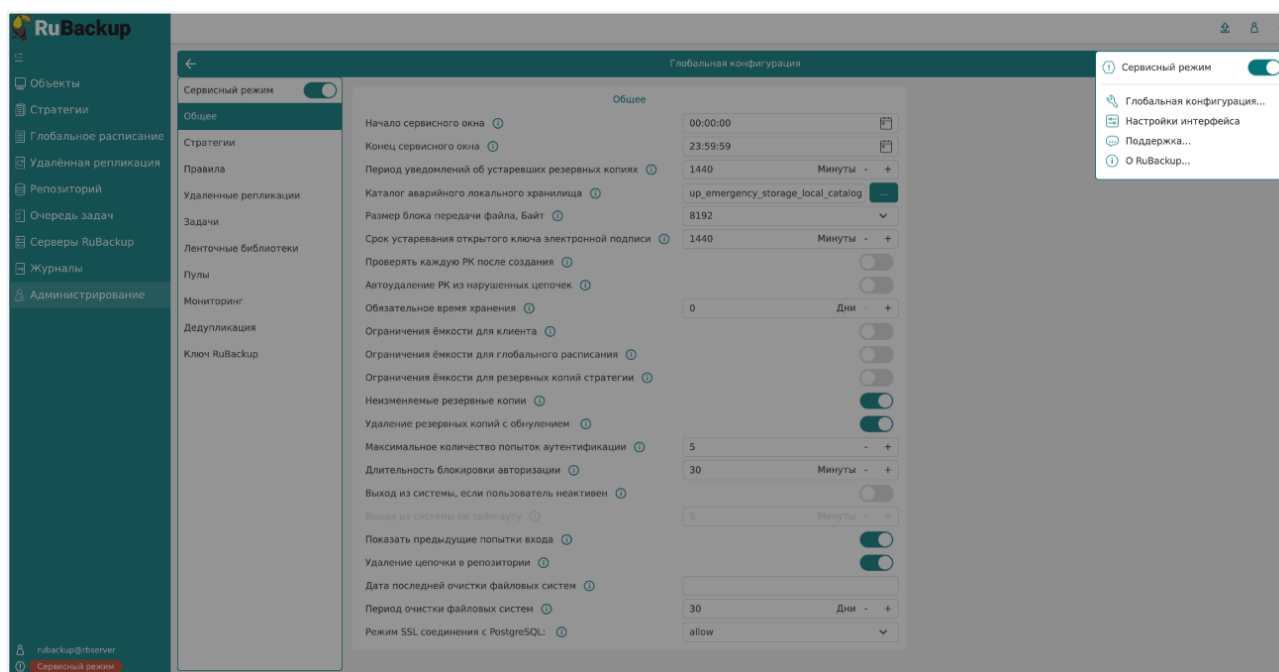 RuBackup
Объекты
Стратегии
Глобальное расписание
Удалённая репликация
Репозиторий
Очередь задач
Серверы RuBackup
Журналы
Администрирование
rubackup@rbserver
Сервисный режим
Глобальная конфигурация
Сервисный режим
Общее
Стратегии
Правила
Удаленные репликации
Задачи
Ленточные библиотеки
Пулы
Мониторинг
Дедупликация
Ключ RuBackup
Общее
Начало сервисного окна 00:00:00
Конец сервисного окна 23:59:59
Период уведомлений об устаревших резервных копиях 1440 Минуты - +
Каталог аварийного локального хранилища up_emergency_storage_local_catalog ...
Размер блока передачи файла, Байт 8192
Срок устаревания открытого ключа электронной подписи 1440 Минуты - +
Проверять каждую РК после создания
Автоудаление РК из нарушенных цепочек
Обязательное время хранения 0 Дни - +
Ограничения ёмкости для клиента
Ограничения ёмкости для глобального расписания
Ограничения ёмкости для резервных копий стратегии
Неизменяемые резервные копии
Удаление резервных копий с обнулением
Максимальное количество попыток аутентификации 5 - +
Длительность блокировки авторизации 30 Минуты - +
Выход из системы, если пользователь неактивен
Выход из системы по тайм-ауту 5 Минуты - +
Показать предыдущие попытки входа
Удаление цепочки в репозитории
Дата последней очистки файловых систем
Период очистки файловых систем 30 Дни - +
Режим SSL соединения с PostgreSQL: allow
Сервисный режим
Глобальная конфигурация...
Настройки интерфейса
Поддержка...
О RuBackup...